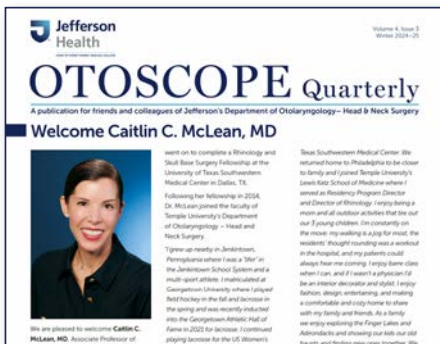 Jefferson
Health
HOME OF SIDNEY KIMMEL MEDICAL COLLEGE
Volume 4, Issue 3
Winter 2024–25
OTOSCOPE Quarterly
A publication for friends and colleagues of Jefferson's Department of Otolaryngology– Head & Neck Surgery
Welcome Caitlin C. McLean, MD
We are pleased to welcome Caitlin C.
McLean, MD, Associate Professor of
went on to complete a Rhinology and
Skull Base Surgery Fellowship at the
University of Texas Southwestern
Medical Center in Dallas, TX.
Following her fellowship in 2014,
Dr. McLean joined the faculty of
Temple University's Department
of Otolaryngology – Head and
Neck Surgery.
"I grew up nearby in Jenkintown,
Pennsylvania where I was a "lifer" in
the Jenkintown School System and a
multi-sport athlete. I matriculated at
Georgetown University where I played
field hockey in the fall and lacrosse in
the spring and was recently inducted
into the Georgetown Athletic Hall of
Fame in 2021 for lacrosse. I continued
playing lacrosse for the US Women's
Texas Southwestern Medical Center. We
returned home to Philadelphia to be closer
to family and I joined Temple University's
Lewis Katz School of Medicine where I
served as Residency Program Director
and Director of Rhinology. I enjoy being a
mom and all outdoor activities that tire out
our 3 young children. I'm constantly on
the move: my walking is a jog for most, the
residents' thought rounding was a workout
in the hospital, and my patients could
always hear me coming. I enjoy barre class
when I can, and if I wasn't a physician I'd
be an interior decorator and stylist. I enjoy
fashion, design, entertaining, and making
a comfortable and cozy home to share
with my family and friends. As a family
we enjoy exploring the Finger Lakes and
Adirondacks and showing our kids our old
haunts and finding new ones together. We